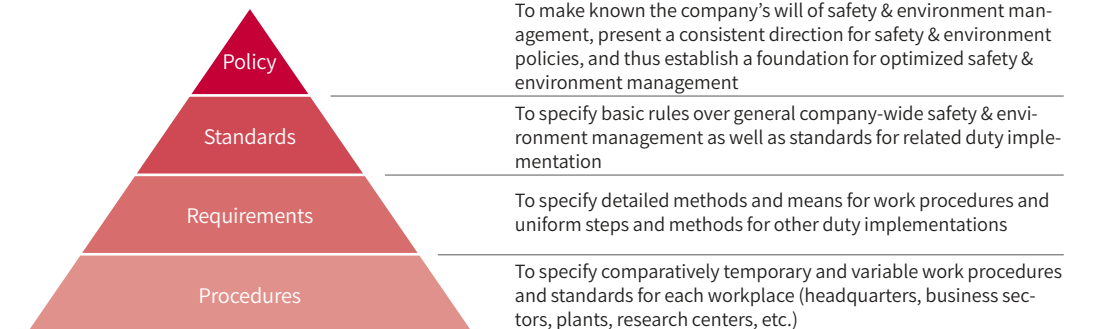 Policy
To make known the company’s will of safety & environment man-
agement, present a consistent direction for safety & environment
policies, and thus establish a foundation for optimized safety &
environment management
Standards
To specify basic rules over general company-wide safety & envi-
ronment management as well as standards for related duty imple-
mentation
Requirements
To specify detailed methods and means for work procedures and
uniform steps and methods for other duty implementations
Procedures
To specify comparatively temporary and variable work procedures
and standards for each workplace (headquarters, business sec-
tors, plants, research centers, etc.)